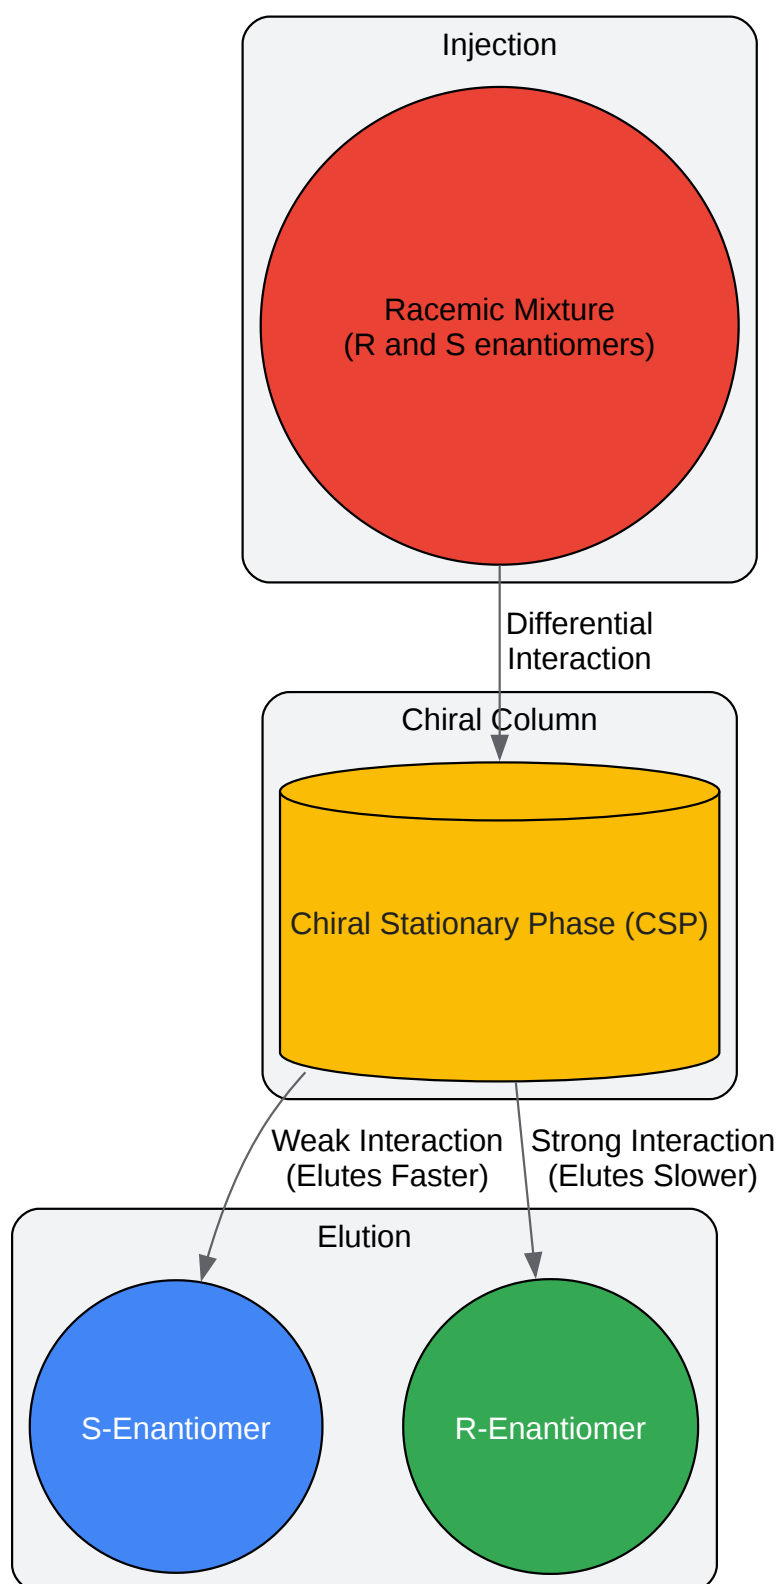 Injection
Racemic Mixture
(R and S enantiomers)
Differential
Interaction
Chiral Column
Chiral Stationary Phase (CSP)
Weak Interaction
(Elutes Faster)
Strong Interaction
(Elutes Slower)
Elution
S-Enantiomer
R-Enantiomer